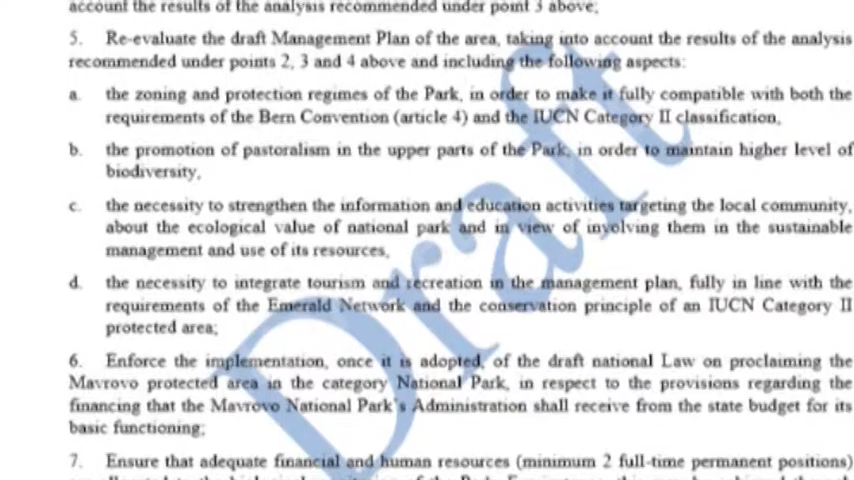 account the results of the analysis recommended under point 3 above;
5. Re-evaluate the draft Management Plan of the area, taking into account the results of the analysis
recommended under points 2, 3 and 4 above and including the following aspects:
a. the zoning and protection regimes of the Park, in order to make it fully compatible with both the
requirements of the Bern Convention (article 4) and the IUCN Category II classification,
b. the promotion of pastoralism in the upper parts of the Park, in order to maintain higher level of
biodiversity,
c. the necessity to strengthen the information and education activities targeting the local community,
about the ecological value of national park and in view of involving them in the sustainable
management and use of its resources,
d. the necessity to integrate tourism and recreation in the management plan, fully in line with the
requirements of the Emerald Network and the conservation principle of an IUCN Category II
protected area;
6. Enforce the implementation, once it is adopted, of the draft national Law on proclaiming the
Mavrovo protected area in the category National Park, in respect to the provisions regarding the
financing that the Mavrovo National Park's Administration shall receive from the state budget for its
basic functioning;
7. Ensure that adequate financial and human resources (minimum 2 full-time permanent positions)
Draft